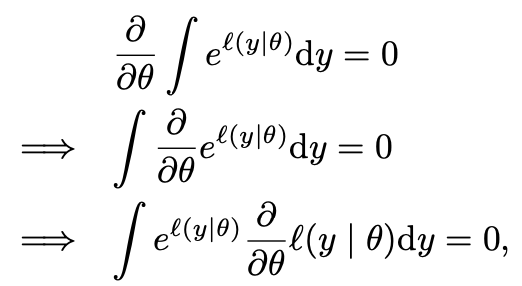 ∂/∂θ ∫ e^{ℓ(y|θ)} dy = 0
⟹ ∫ ∂/∂θ e^{ℓ(y|θ)} dy = 0
⟹ ∫ e^{ℓ(y|θ)} ∂/∂θ ℓ(y | θ) dy = 0,